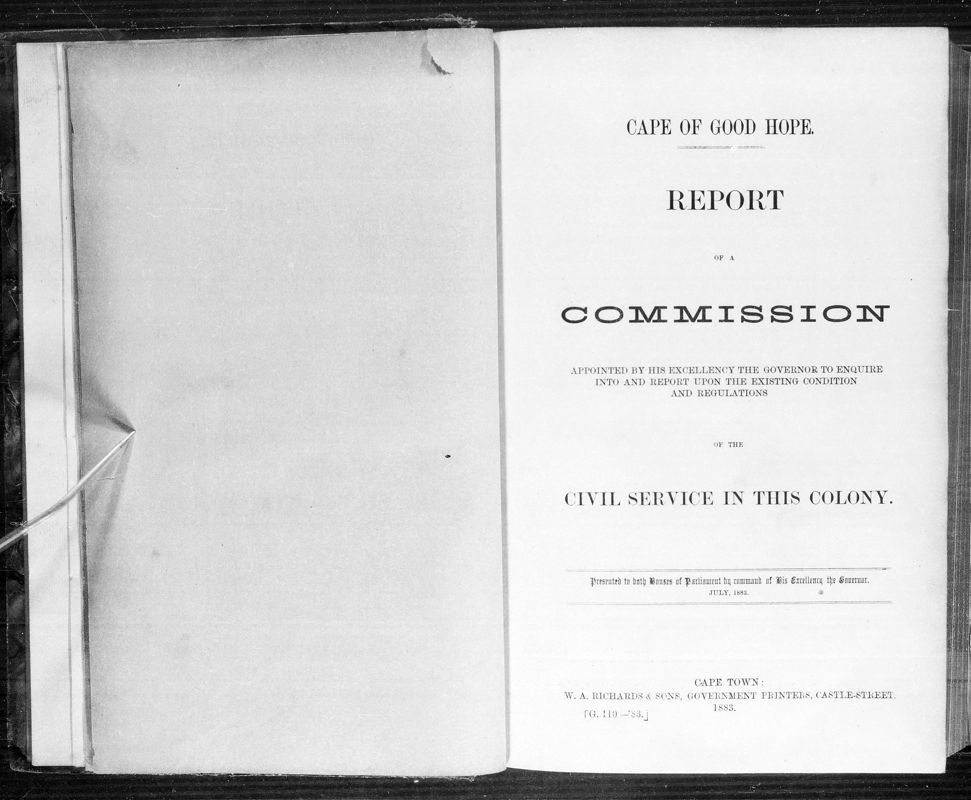 CAPE OF GOOD HOPE.
REPORT
OF A
COMMISSION
APPOINTED BY HIS EXCELLENCY THE GOVERNOR TO ENQUIRE
INTO AND REPORT UPON THE EXISTING CONDITION
AND REGULATIONS
OF THE
CIVIL SERVICE IN THIS COLONY.
Presented to both Houses of Parliament by command of His Excellency the Governor.
JULY, 1883.
CAPE TOWN:
W. A. RICHARDS & SONS, GOVERNMENT PRINTERS, CASTLE-STREET.
1883.
[G. 110—'83.]